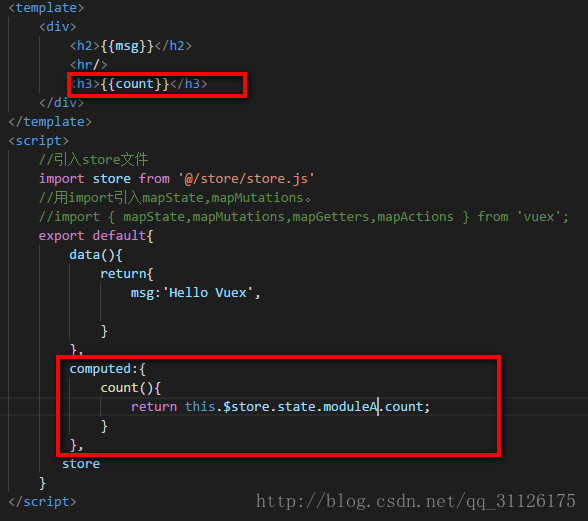 <template>
<div>
<h2>{{msg}}</h2>
<hr/>
<h3>{{count}}</h3>
</div>
</template>
<script>
//引入store文件
import store from '@/store/store.js'
//用import引入mapState,mapMutations。
//import { mapState,mapMutations,mapGetters,mapActions } from 'vuex';
export default{
data(){
return{
msg:'Hello Vuex',
}
},
computed:{
count(){
return this.$store.state.moduleA.count;
}
},
store
}
</script>
http://blog.csdn.net/qq_31126175